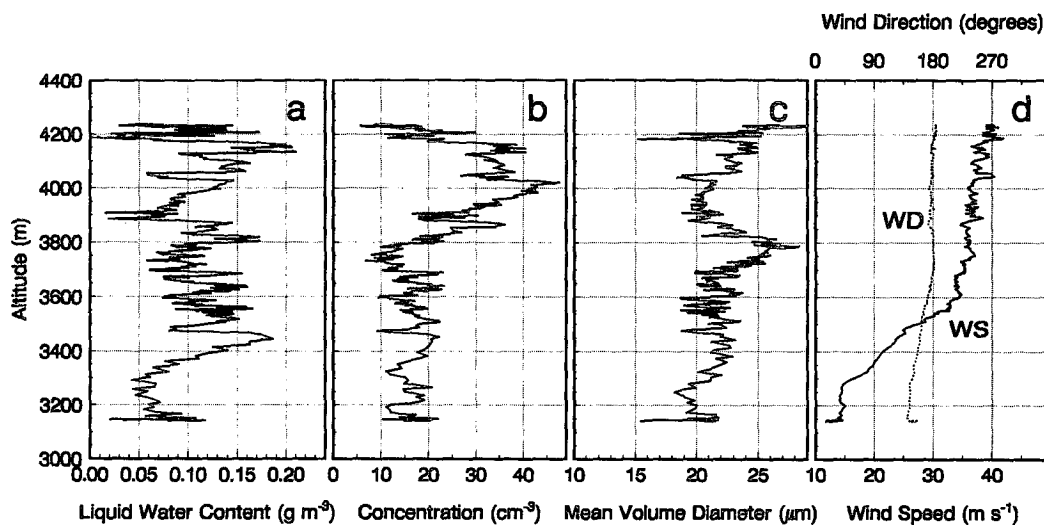 Wind Direction (degrees)
0 90 180 270
4400
4200
4000
3800
3600
3400
3200
3000
Altitude (m)
a
b
c
d
WD
WS
0.00 0.05 0.10 0.15 0.20
0 10 20 30 40
10 15 20 25
10 20 30 40
Liquid Water Content (g m⁻³)
Concentration (cm⁻³)
Mean Volume Diameter (μm)
Wind Speed (m s⁻¹)